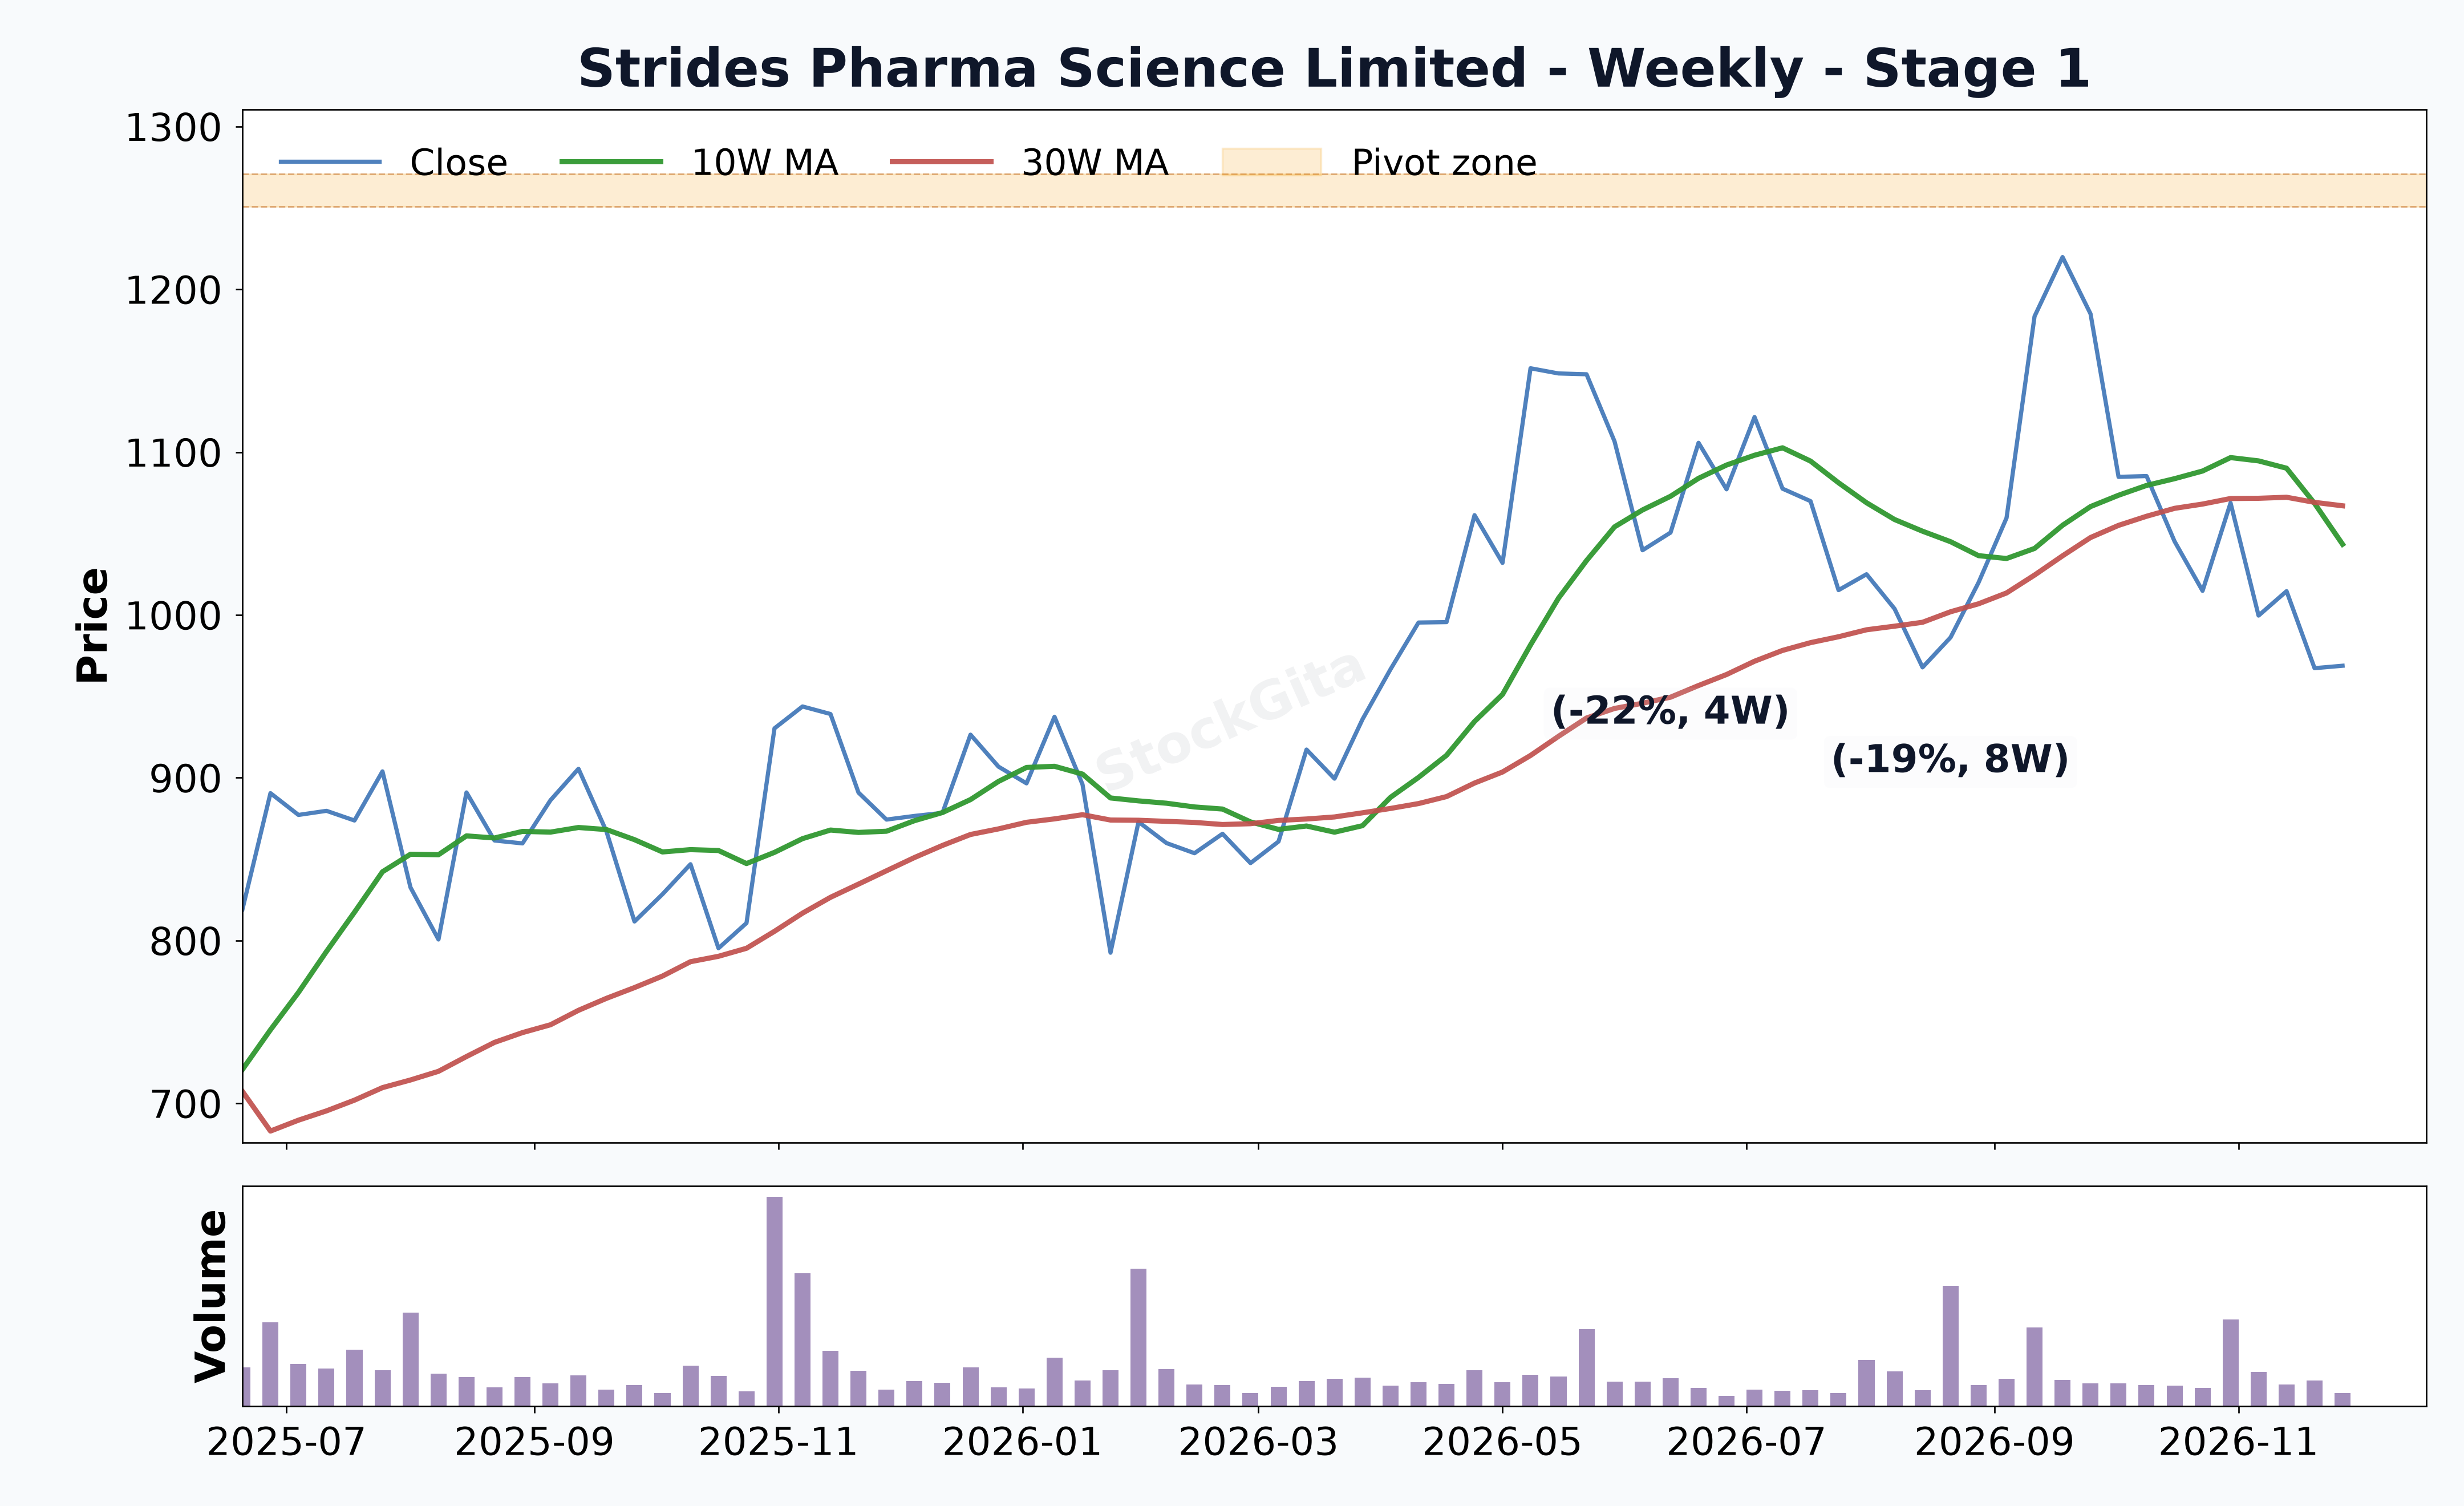 Strides Pharma Science Limited - Weekly - Stage 1
Close 10W MA 30W MA Pivot zone
1300
1200
1100
1000
900
800
700
Price
StockGita
(-22%, 4W)
(-19%, 8W)
Volume
2025-07 2025-09 2025-11 2026-01 2026-03 2026-05 2026-07 2026-09 2026-11